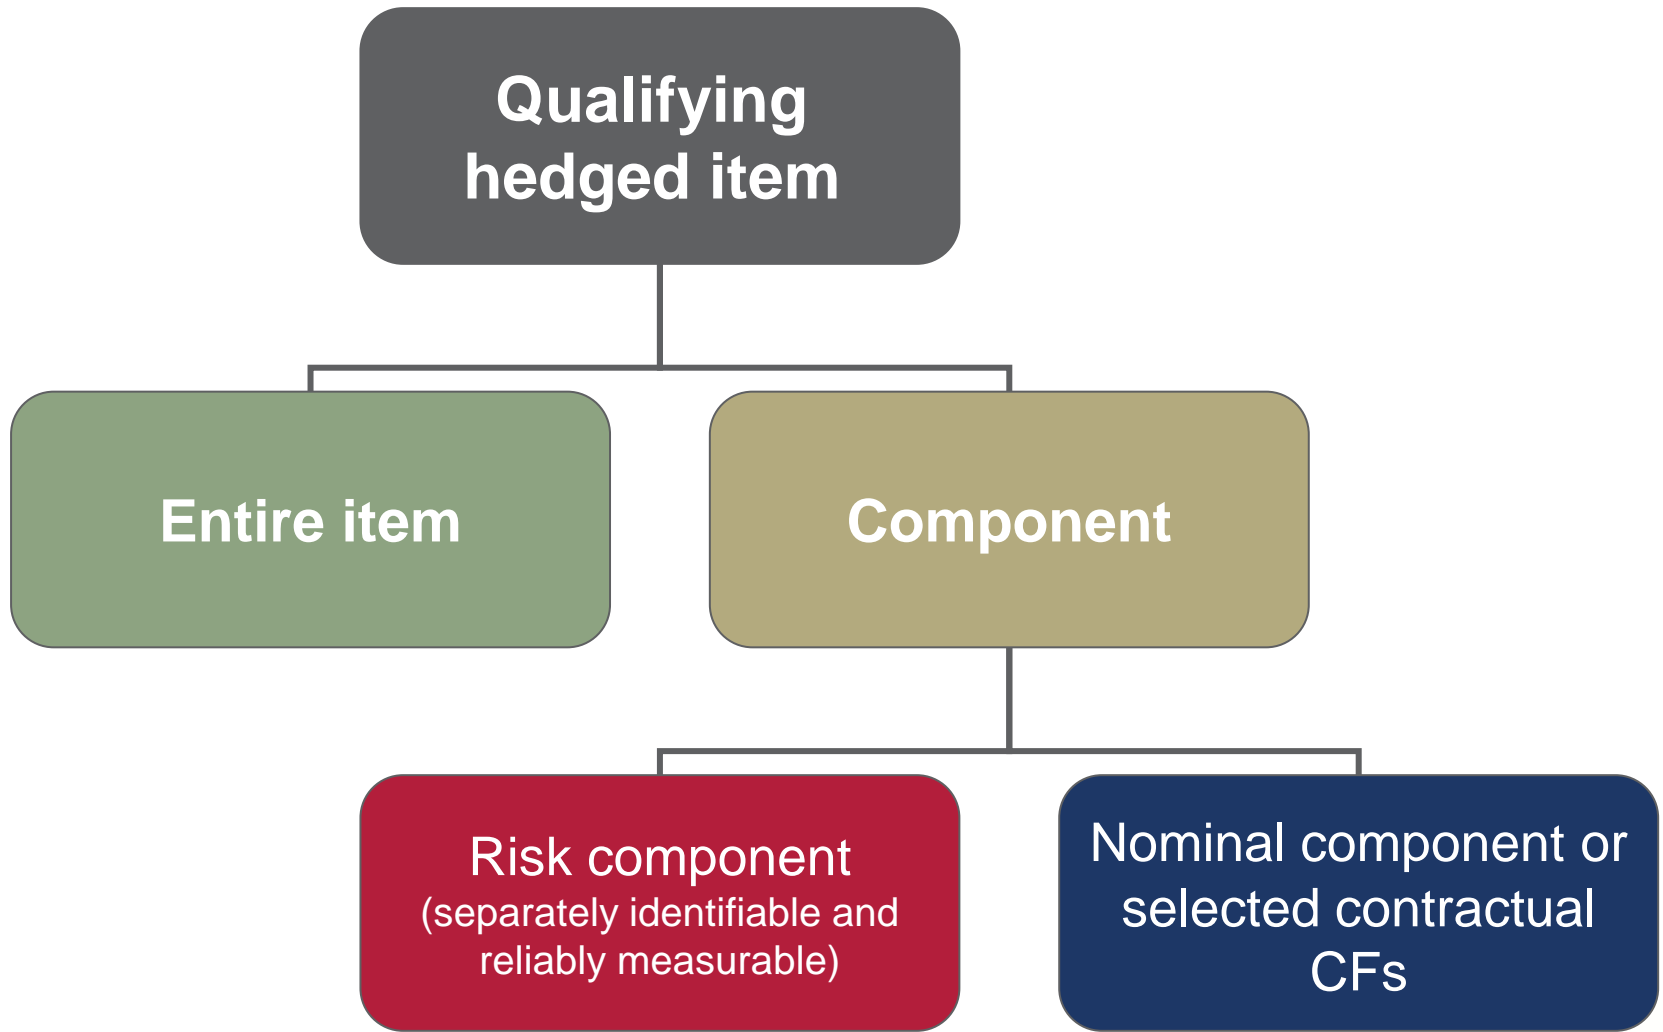 Qualifying
hedged item
Entire item
Component
Risk component
(separately identifiable and
reliably measurable)
Nominal component or
selected contractual
CFs